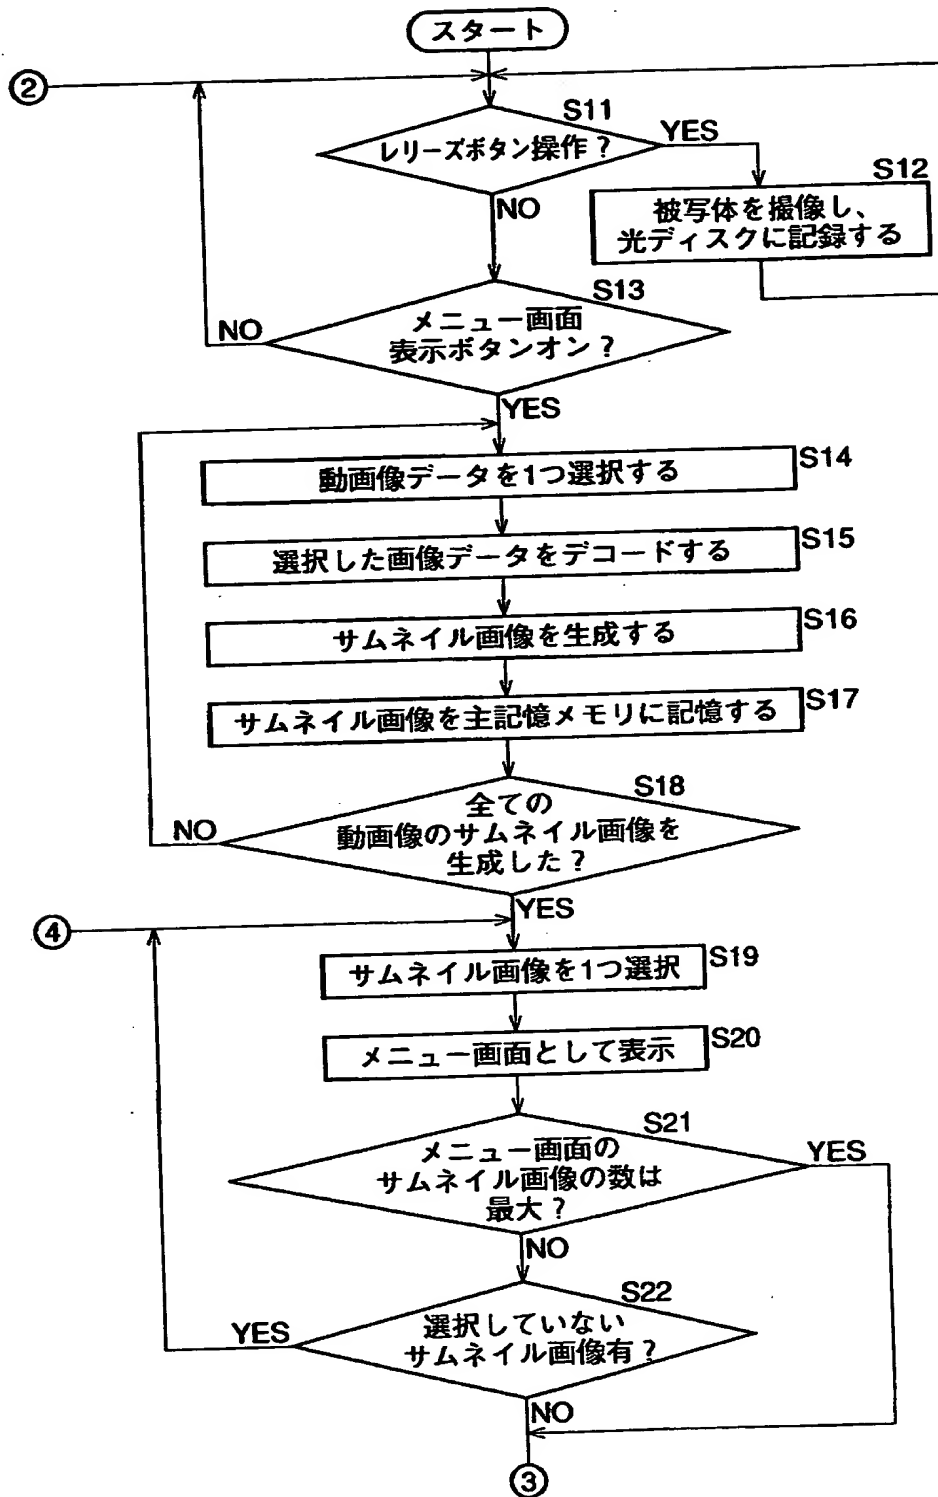 スタート
②
S11
レリーズボタン操作?
YES
S12
被写体を撮像し、
光ディスクに記録する
NO
S13
メニュー画面
表示ボタンオン?
NO
YES
動画像データを1つ選択する
S14
選択した画像データをデコードする
S15
サムネイル画像を生成する
S16
サムネイル画像を主記憶メモリに記憶する
S17
S18
全ての
動画像のサムネイル画像を
生成した?
NO
YES
④
サムネイル画像を1つ選択
S19
メニュー画面として表示
S20
S21
メニュー画面の
サムネイル画像の数は
最大?
YES
NO
S22
選択していない
サムネイル画像有?
YES
NO
③